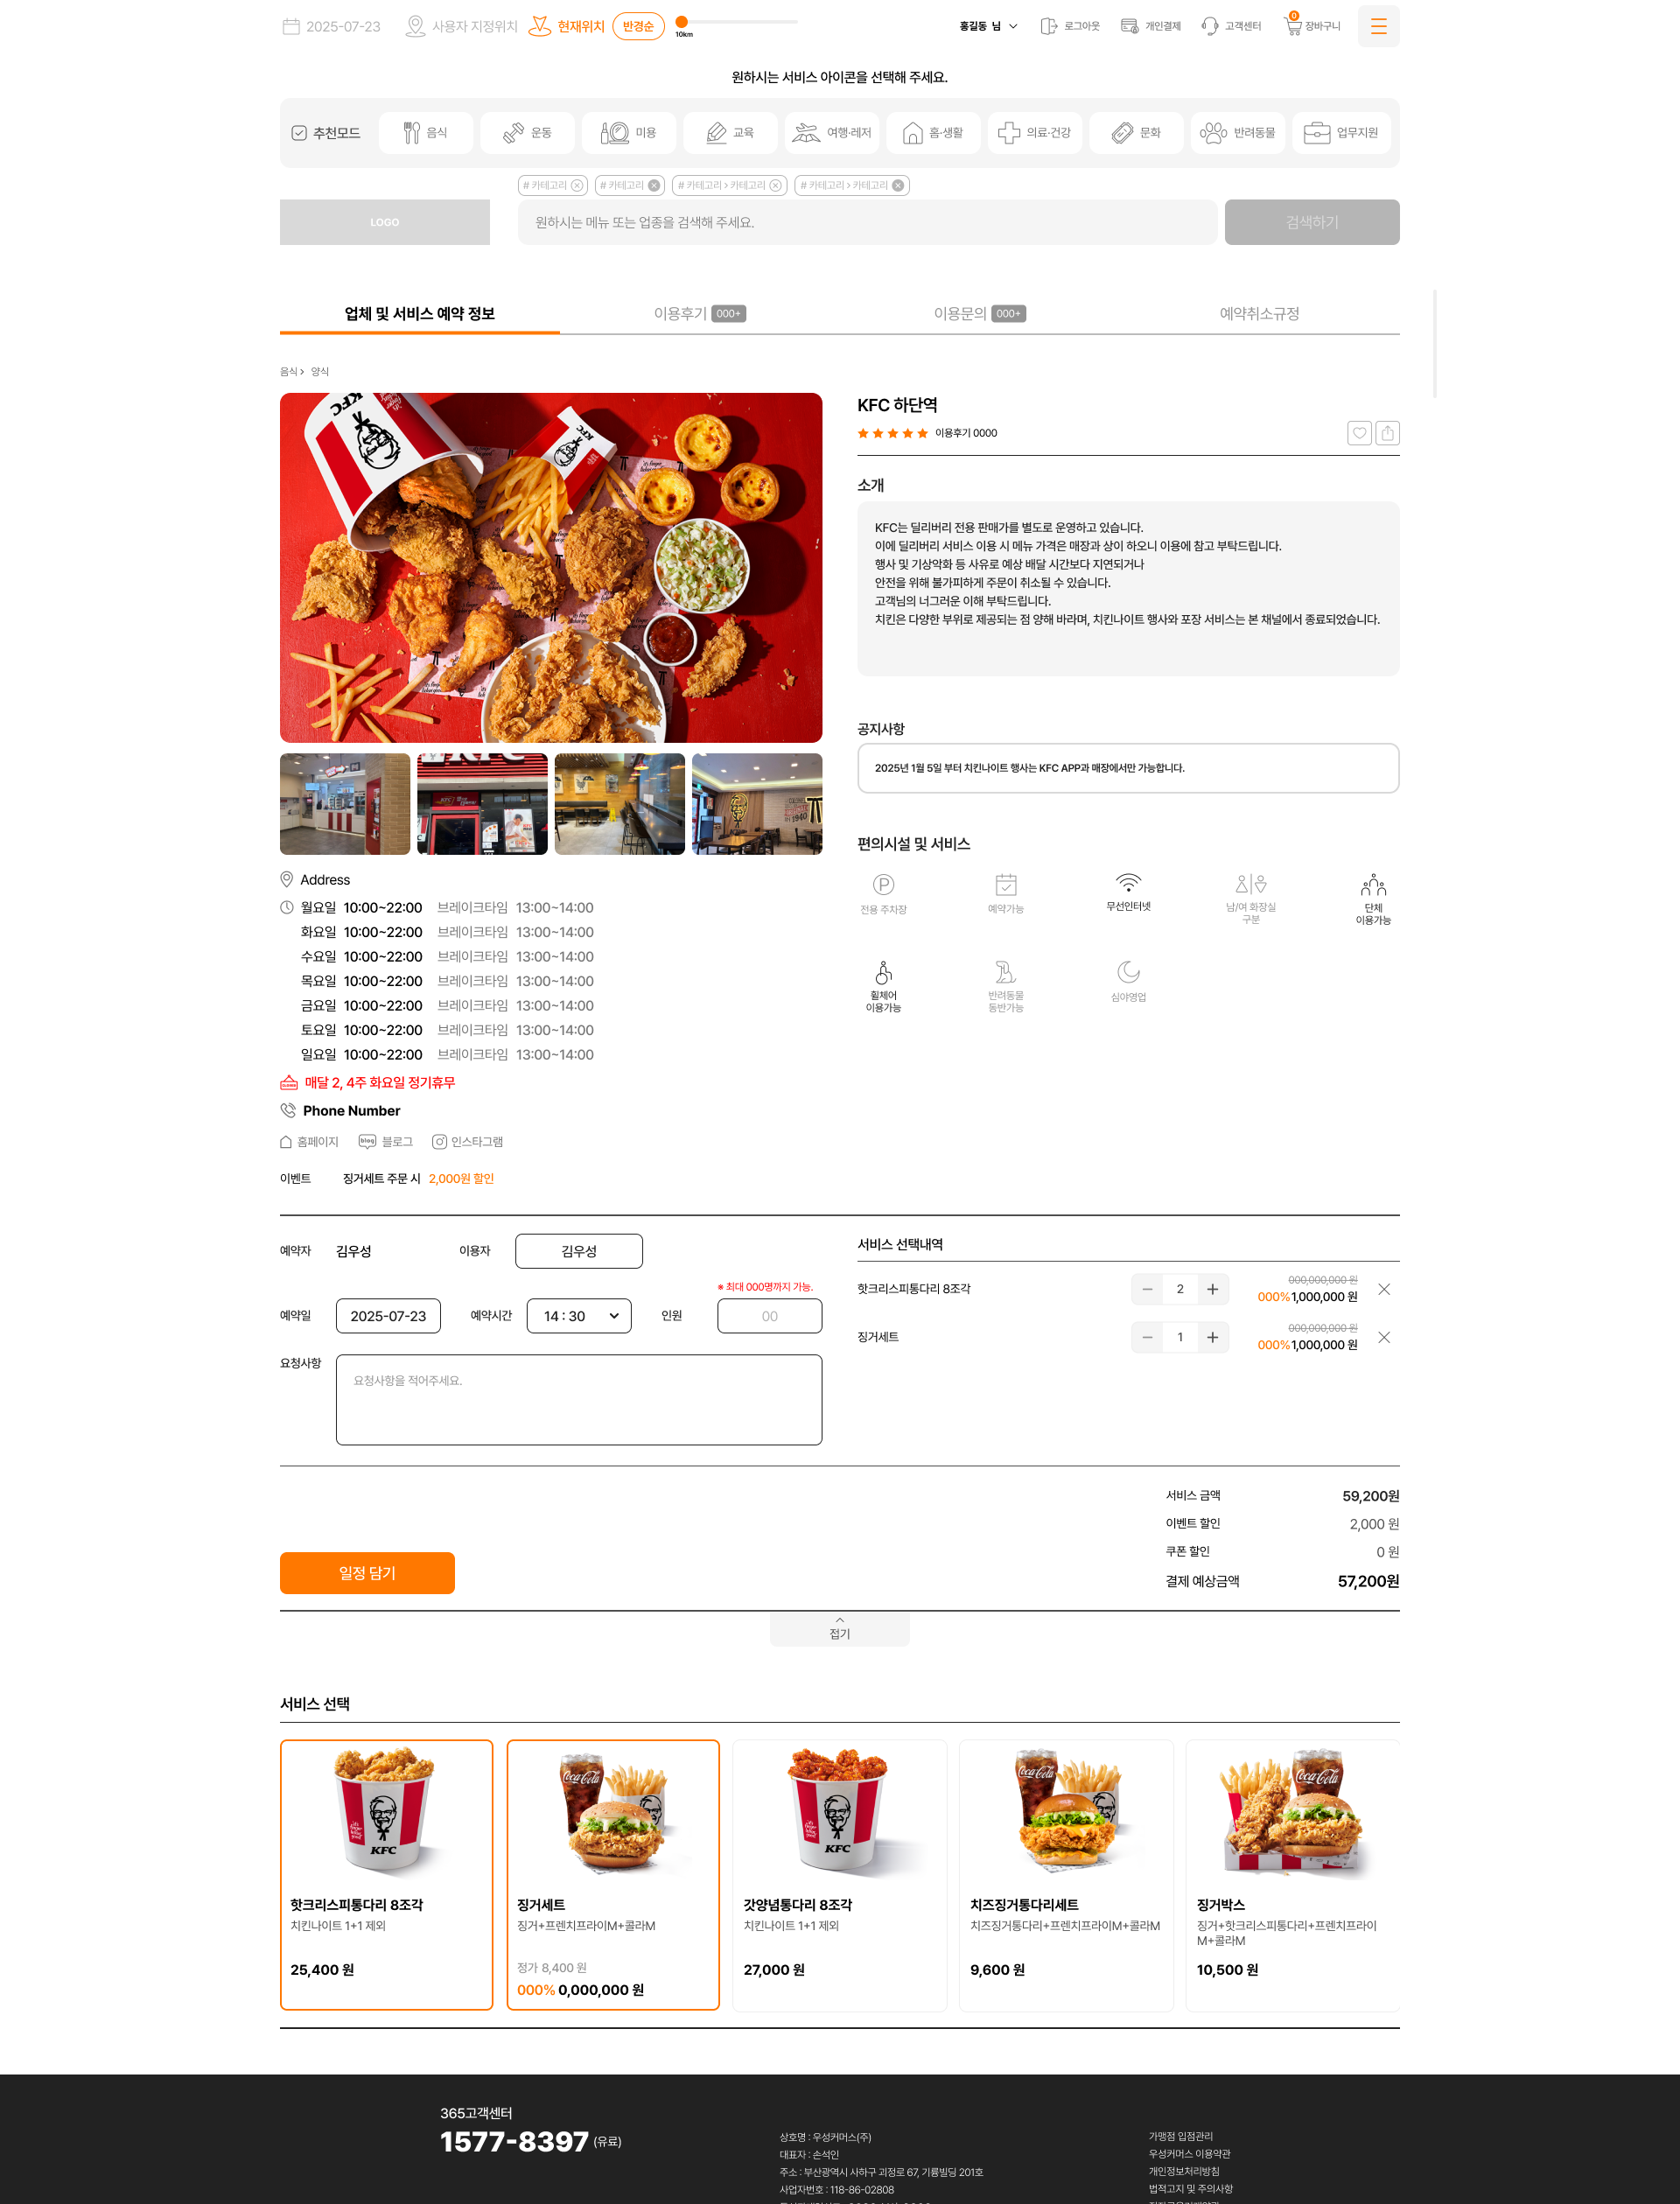 2025-07-23 사용자 지정위치 현재위치 반경순 10km
홍길동 님 로그아웃 개인결제 고객센터 0 장바구니
원하시는 서비스 아이콘을 선택해 주세요.
추천모드 음식 운동 미용 교육 여행·레저 홈·생활 의료·건강 문화 반려동물 업무지원
# 카테고리 # 카테고리 # 카테고리 > 카테고리 # 카테고리 > 카테고리
LOGO 원하시는 메뉴 또는 업종을 검색해 주세요. 검색하기
업체 및 서비스 예약 정보 이용후기 000+ 이용문의 000+ 예약취소규정
음식 > 양식
KFC 하단역
이용후기 0000
소개
KFC는 딜리버리 전용 판매가를 별도로 운영하고 있습니다.
이에 딜리버리 서비스 이용 시 메뉴 가격은 매장과 상이 하오니 이용에 참고 부탁드립니다.
행사 및 기상악화 등 사유로 예상 배달 시간보다 지연되거나
안전을 위해 불가피하게 주문이 취소될 수 있습니다.
고객님의 너그러운 이해 부탁드립니다.
치킨은 다양한 부위로 제공되는 점 양해 바라며, 치킨나이트 행사와 포장 서비스는 본 채널에서 종료되었습니다.
공지사항
2025년 1월 5일 부터 치킨나이트 행사는 KFC APP과 매장에서만 가능합니다.
편의시설 및 서비스
전용 주차장 예약가능 무선인터넷 남/여 화장실 구분 단체 이용가능
휠체어 이용가능 반려동물 동반가능 심야영업
Address
월요일 10:00~22:00 브레이크타임 13:00~14:00
화요일 10:00~22:00 브레이크타임 13:00~14:00
수요일 10:00~22:00 브레이크타임 13:00~14:00
목요일 10:00~22:00 브레이크타임 13:00~14:00
금요일 10:00~22:00 브레이크타임 13:00~14:00
토요일 10:00~22:00 브레이크타임 13:00~14:00
일요일 10:00~22:00 브레이크타임 13:00~14:00
매달 2, 4주 화요일 정기휴무
Phone Number
홈페이지 blog 블로그 인스타그램
이벤트 징거세트 주문 시 2,000원 할인
예약자 김우성 이용자 김우성
※ 최대 000명까지 가능.
예약일 2025-07-23 예약시간 14 : 30 인원 00
요청사항 요청사항을 적어주세요.
서비스 선택내역
핫크리스피통다리 8조각 2 000,000,000 원
000% 1,000,000 원
징거세트 1 000,000,000 원
000% 1,000,000 원
서비스 금액 59,200원
이벤트 할인 2,000 원
쿠폰 할인 0 원
결제 예상금액 57,200원
일정 담기
접기
서비스 선택
핫크리스피통다리 8조각
치킨나이트 1+1 제외
25,400 원
징거세트
징거+프렌치프라이M+콜라M
정가 8,400 원
000% 0,000,000 원
갓양념통다리 8조각
치킨나이트 1+1 제외
27,000 원
치즈징거통다리세트
치즈징거통다리+프렌치프라이M+콜라M
9,600 원
징거박스
징거+핫크리스피통다리+프렌치프라이
M+콜라M
10,500 원
365고객센터
1577-8397 (유료)
상호명 : 우성커머스(주)
대표자 : 손석인
주소 : 부산광역시 사하구 괴정로 67, 기륭빌딩 201호
사업자번호 : 118-86-02808
가맹점 입점관리
우성커머스 이용약관
개인정보처리방침
법적고지 및 주의사항